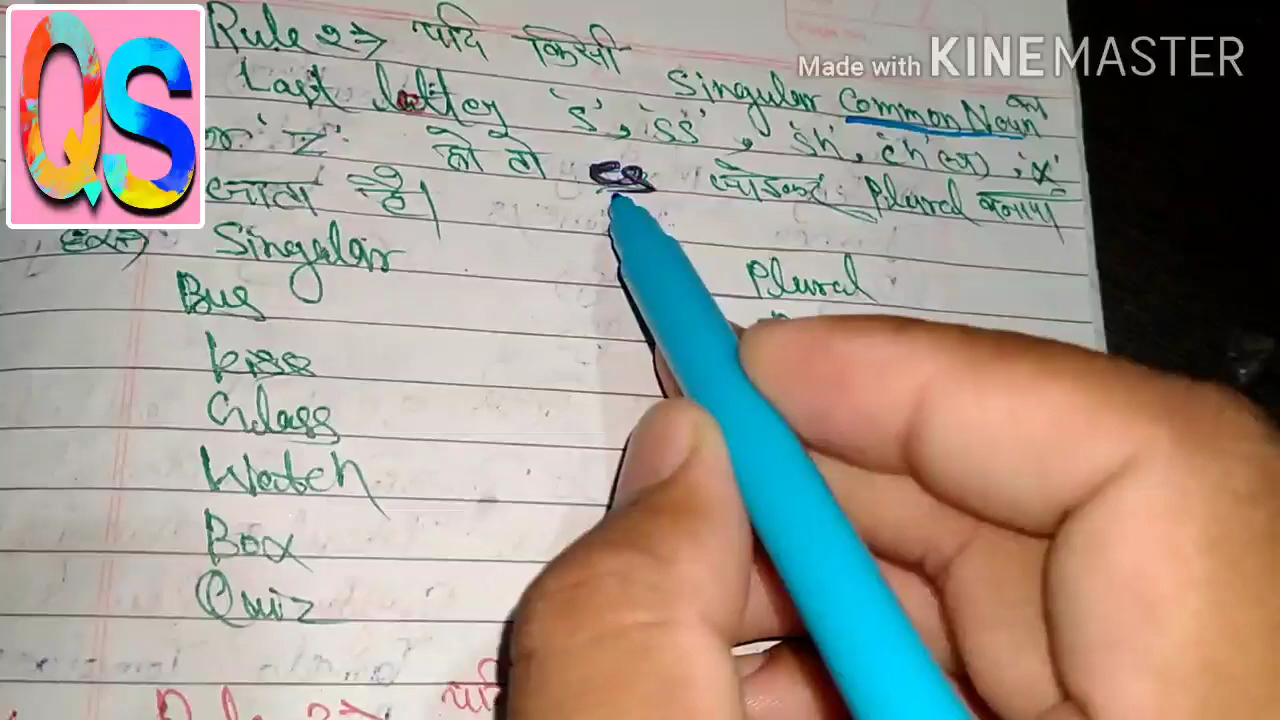 QS
Made with KINEMASTER
Rule 2⇒ यदि किसी Singular Common Noun का
Last letter 's', 'ss', 'sh', 'ch' (च), 'x'
या 'z' हो तो es जोड़कर Plural बनाया
जाता है।
Singular Plural
Bus
kiss
Glass
Watch
Box
Quiz
यदि